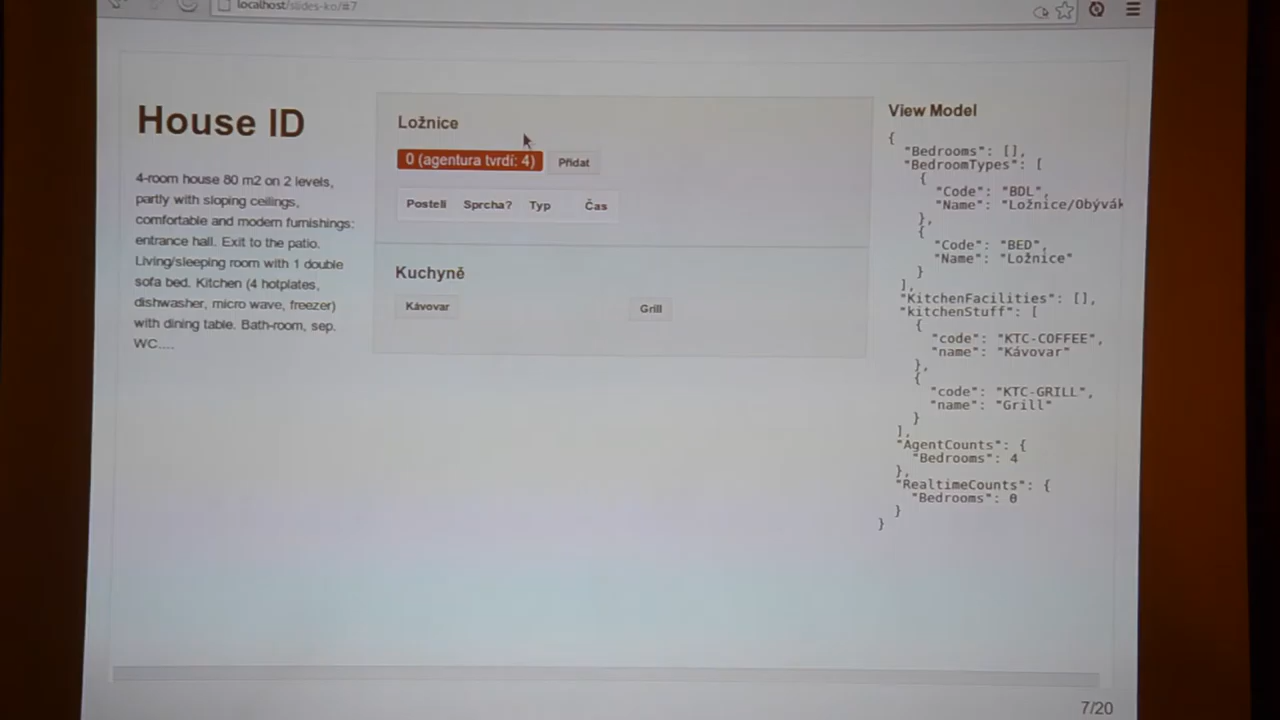 localhost/slides-ko/#7
House ID
4-room house 80 m2 on 2 levels,
partly with sloping ceilings,
comfortable and modern furnishings:
entrance hall. Exit to the patio.
Living/sleeping room with 1 double
sofa bed. Kitchen (4 hotplates,
dishwasher, micro wave, freezer)
with dining table. Bath-room, sep.
WC....
Ložnice
0 (agentura tvrdí: 4) Přidat
Postelí Sprcha? Typ Čas
Kuchyně
Kávovar Grill
View Model
{
"Bedrooms": [],
"BedroomTypes": [
{
"Code": "BDL",
"Name": "Ložnice/Obývák
},
{
"Code": "BED",
"Name": "Ložnice"
}
],
"KitchenFacilities": [],
"kitchenStuff": [
{
"code": "KTC-COFFEE",
"name": "Kávovar"
},
{
"code": "KTC-GRILL",
"name": "Grill"
}
],
"AgentCounts": {
"Bedrooms": 4
},
"RealtimeCounts": {
"Bedrooms": 0
}
}
7/20